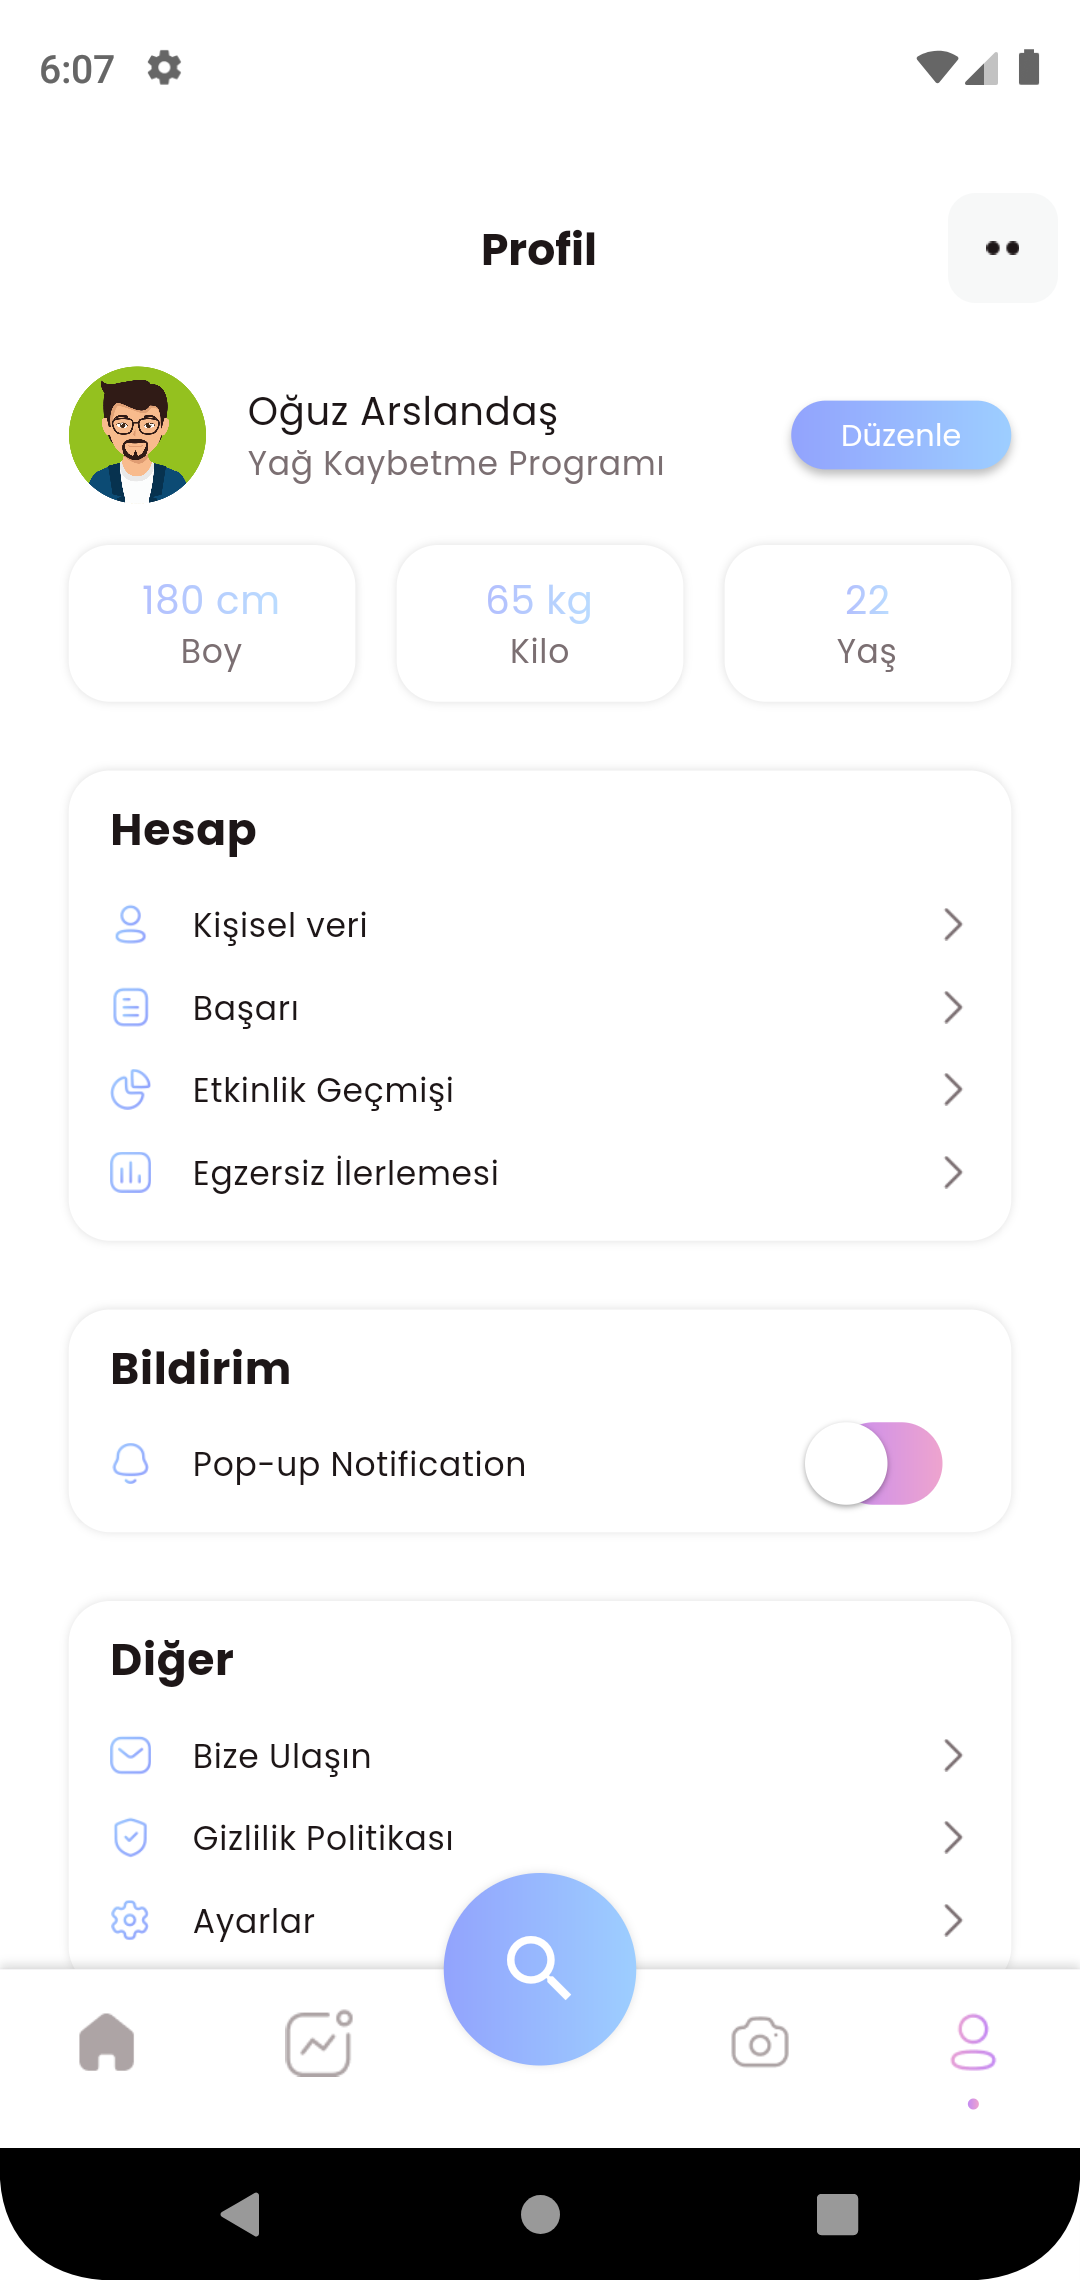 6:07
Profil
Oğuz Arslandaş
Yağ Kaybetme Programı
Düzenle
180 cm
Boy
65 kg
Kilo
22
Yaş
Hesap
Kişisel veri
Başarı
Etkinlik Geçmişi
Egzersiz İlerlemesi
Bildirim
Pop-up Notification
Diğer
Bize Ulaşın
Gizlilik Politikası
Ayarlar